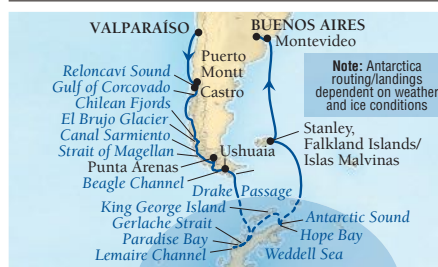 VALPARAÍSO
BUENOS AIRES
Montevideo
Puerto
Montt
Note: Antarctica
routing/landings
dependent on weather
and ice conditions
Reloncaví Sound
Gulf of Corcovado
Castro
Chilean Fjords
El Brujo Glacier
Canal Sarmiento
Strait of Magellan
Ushuaia
Stanley,
Falkland Islands/
Islas Malvinas
Punta Arenas
Beagle Channel
Drake Passage
King George Island
Gerlache Strait
Antarctic Sound
Paradise Bay
Hope Bay
Lemaire Channel
Weddell Sea